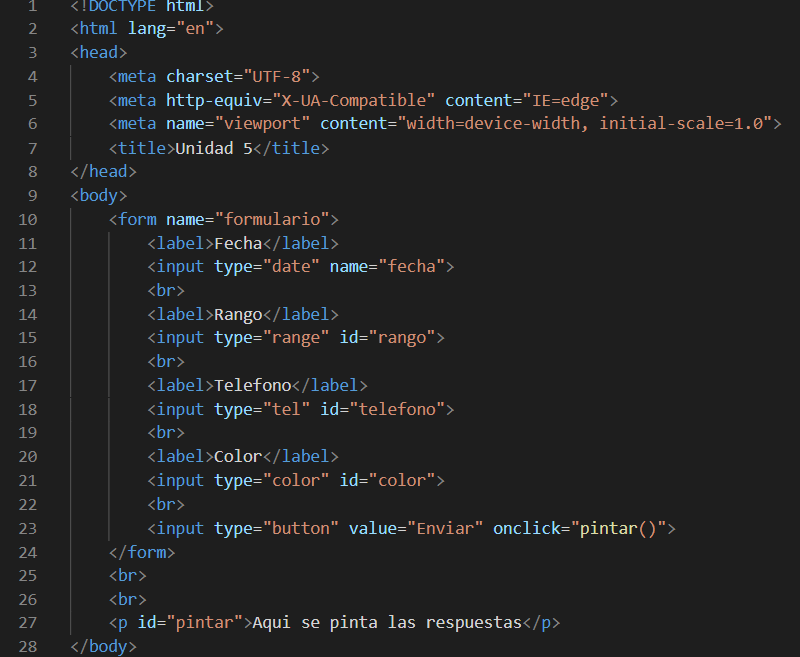 1 <!DOCTYPE html>
2 <html lang="en">
3 <head>
4     <meta charset="UTF-8">
5     <meta http-equiv="X-UA-Compatible" content="IE=edge">
6     <meta name="viewport" content="width=device-width, initial-scale=1.0">
7     <title>Unidad 5</title>
8 </head>
9 <body>
10     <form name="formulario">
11         <label>Fecha</label>
12         <input type="date" name="fecha">
13         <br>
14         <label>Rango</label>
15         <input type="range" id="rango">
16         <br>
17         <label>Telefono</label>
18         <input type="tel" id="telefono">
19         <br>
20         <label>Color</label>
21         <input type="color" id="color">
22         <br>
23         <input type="button" value="Enviar" onclick="pintar()">
24     </form>
25     <br>
26     <br>
27     <p id="pintar">Aqui se pinta las respuestas</p>
28 </body>